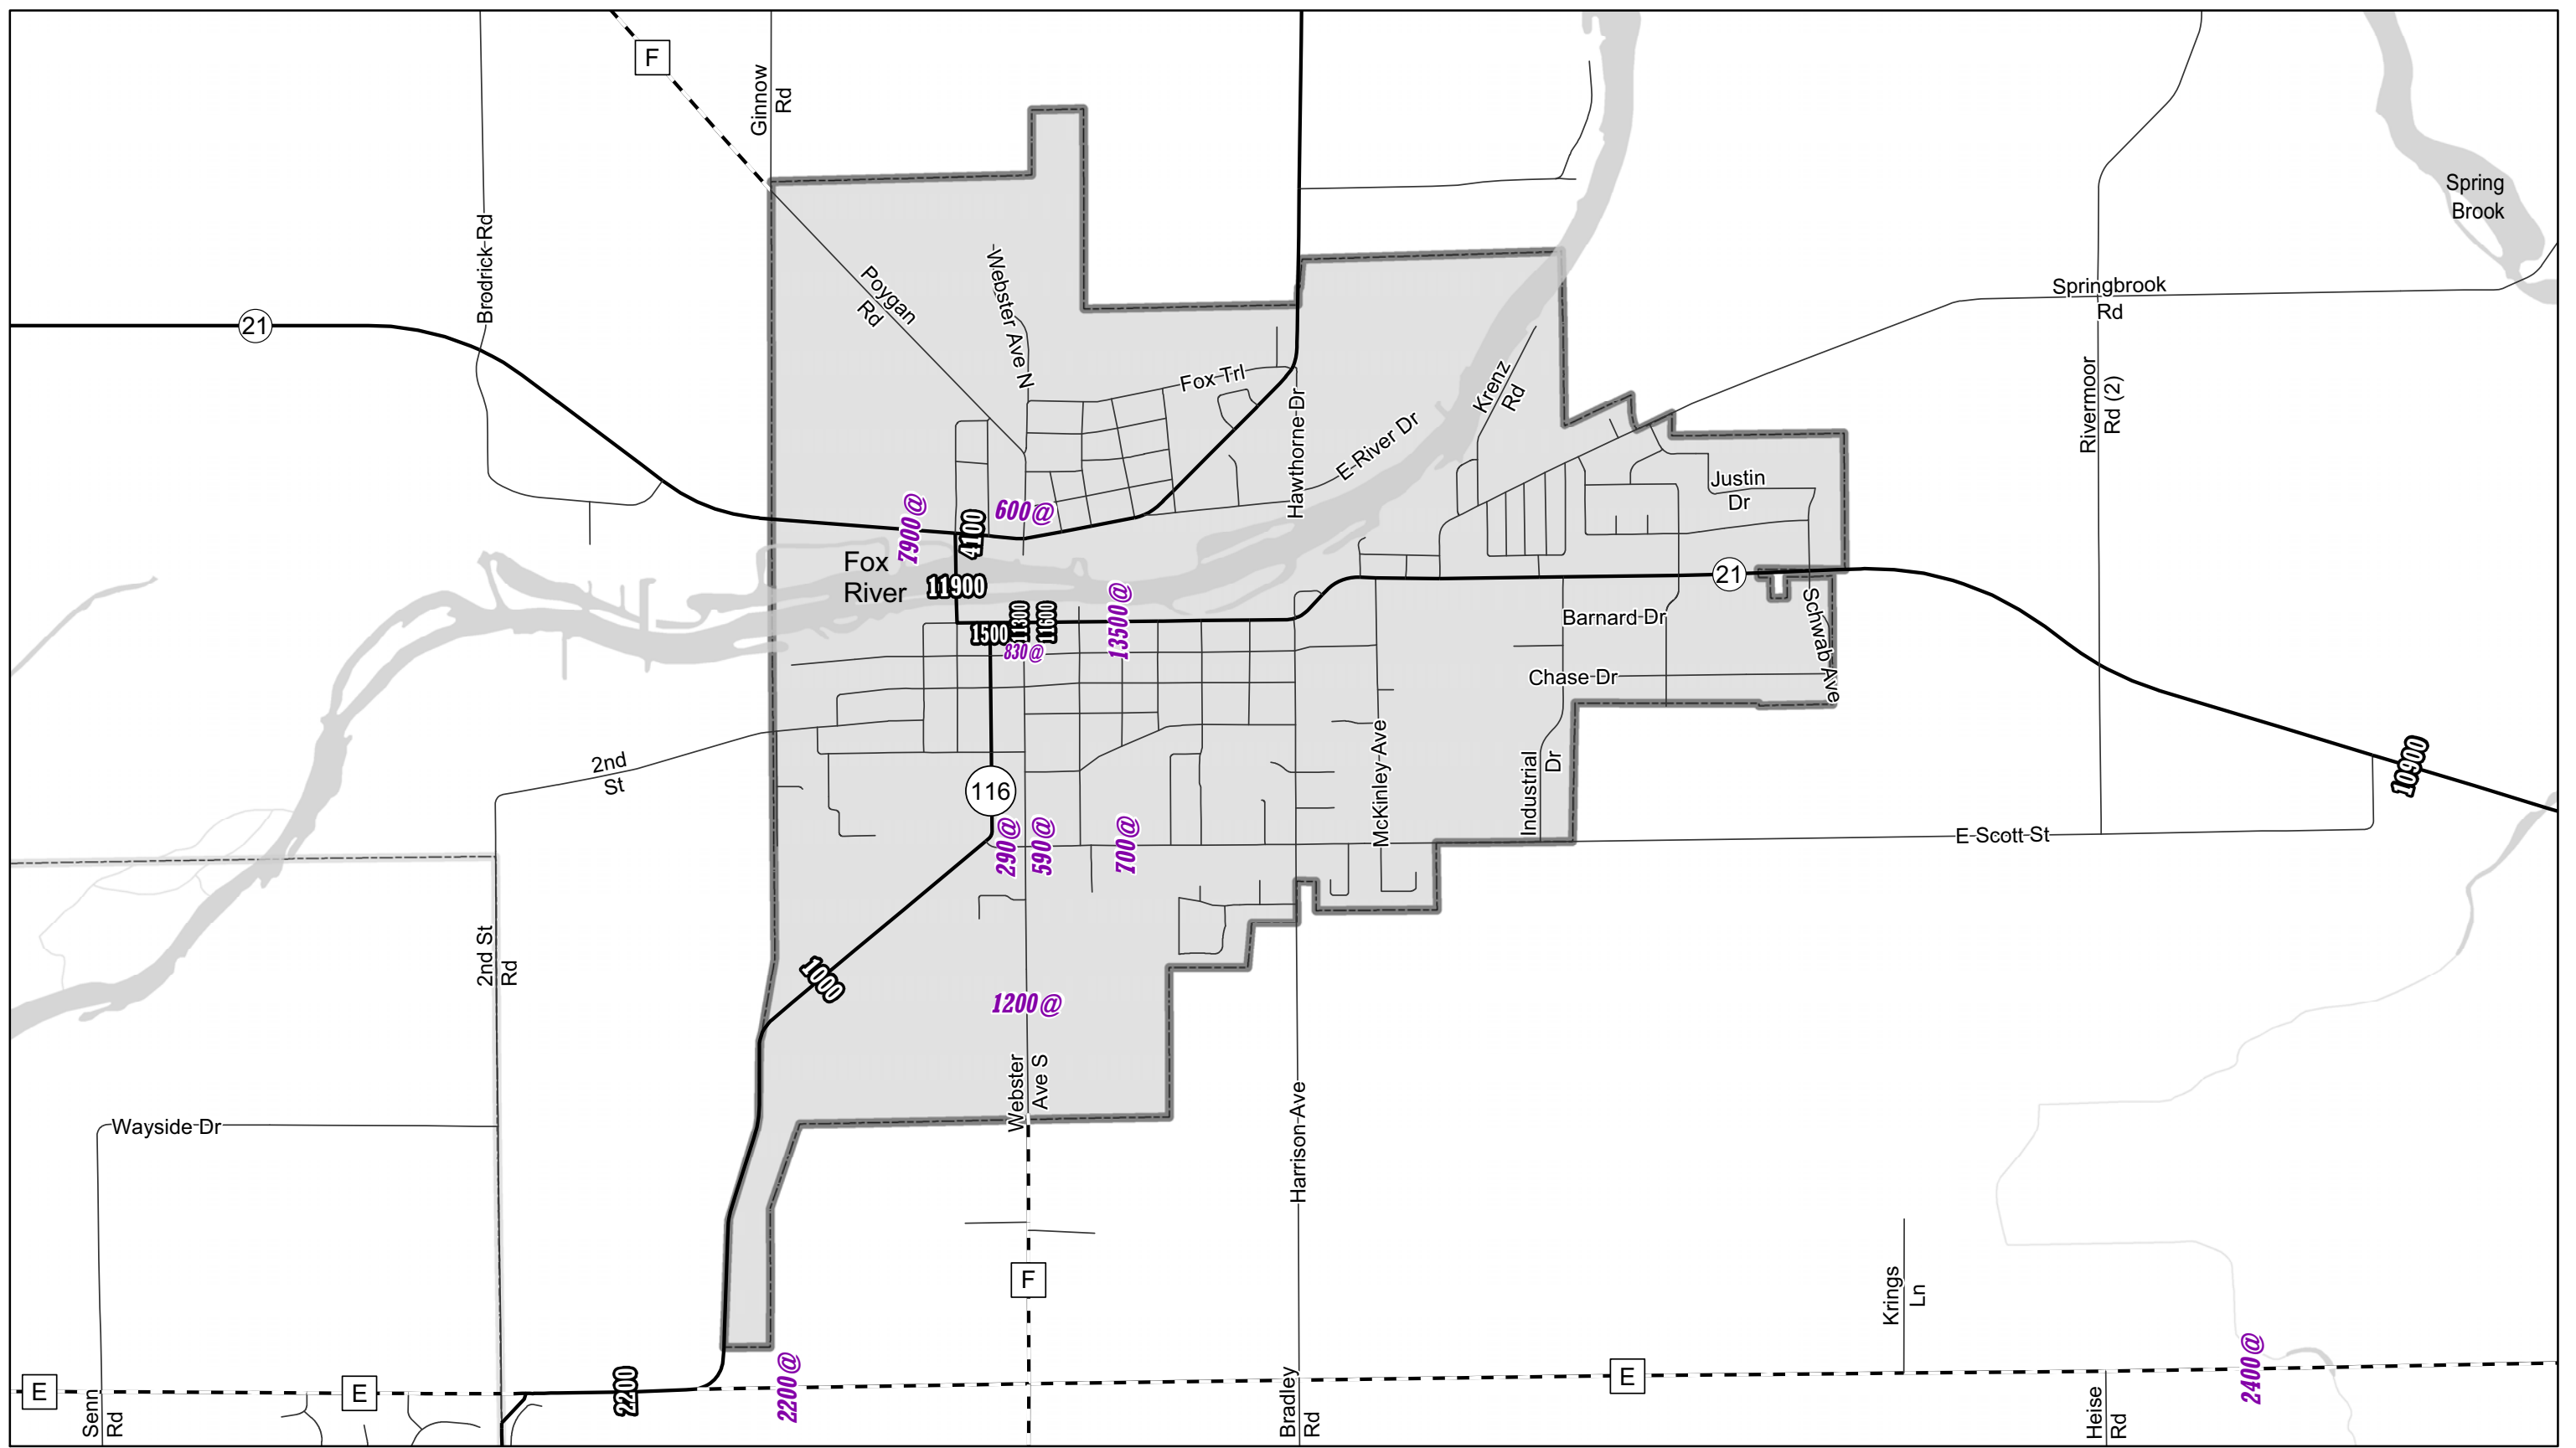 F
Ginnow
Rd
Spring
Brook
Brodrick Rd
Poygan
Rd
Webster Ave N
Springbrook
Rd
21
Fox Trl
Krenz
Rd
Hawthorne Dr
E River Dr
Rivermoor
Rd (2)
Justin
Dr
7900@
4100
600@
Fox
River
11900
21
1500
11300
11600
13500@
830@
Barnard Dr
Schwab Ave
Chase Dr
2nd
St
116
McKinley Ave
Industrial
Dr
10900
290@
590@
700@
E Scott St
2nd St
Rd
1000
1200@
Webster
Ave S
Wayside Dr
Harrison Ave
F
Krings
Ln
E
E
2200
2200@
E
2400@
Senn
Rd
Bradley
Rd
Heise
Rd